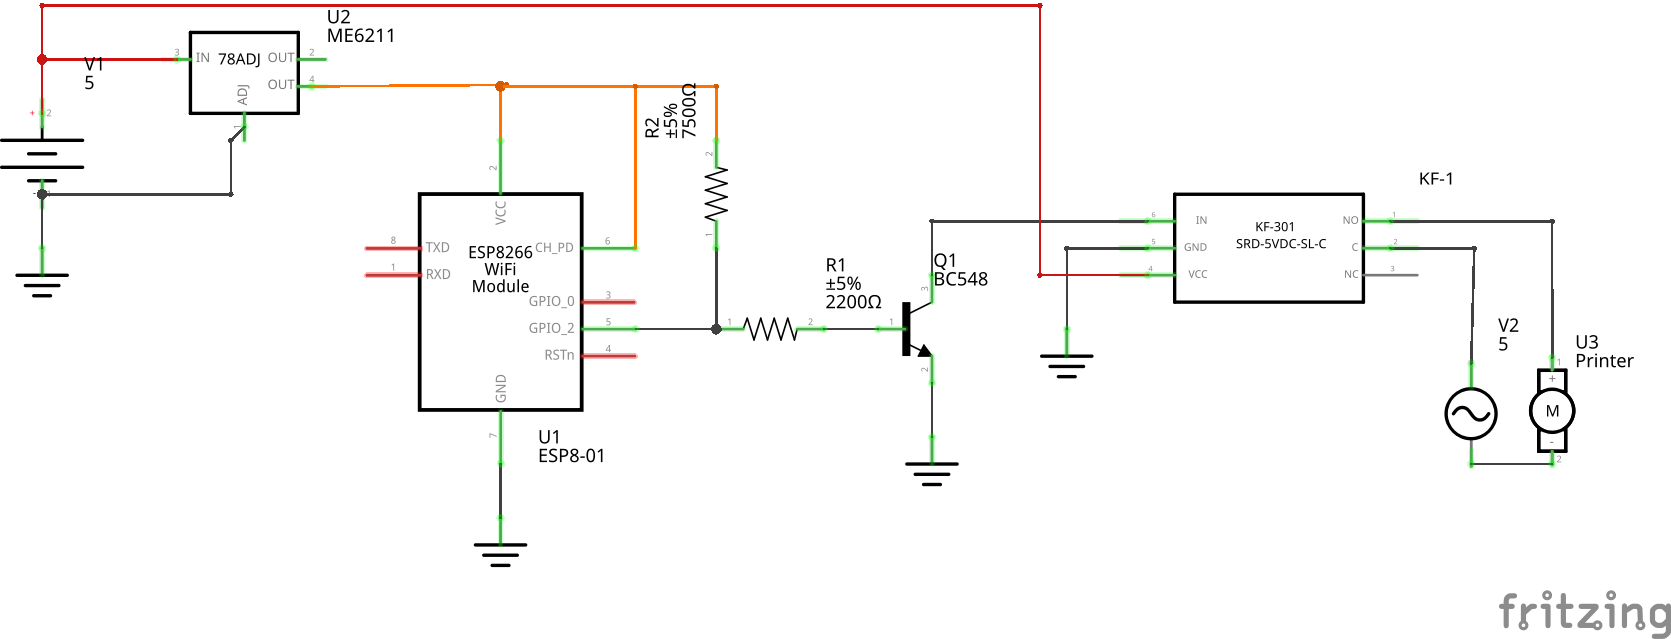 U2
ME6211
V1
5
+
2
-
3
IN
78ADJ
OUT
2
OUT
4
ADJ
1
R2
±5%
7500Ω
2
1
2
VCC
8
TXD
1
RXD
ESP8266
WiFi
Module
CH_PD
6
GPIO_0
3
GPIO_2
5
RSTn
4
GND
7
U1
ESP8-01
R1
±5%
2200Ω
1
2
Q1
BC548
3
1
2
KF-1
6
IN
5
GND
4
VCC
KF-301
SRD-5VDC-SL-C
NO
1
C
2
NC
3
V2
5
U3
Printer
1
+
M
-
2
fritzing